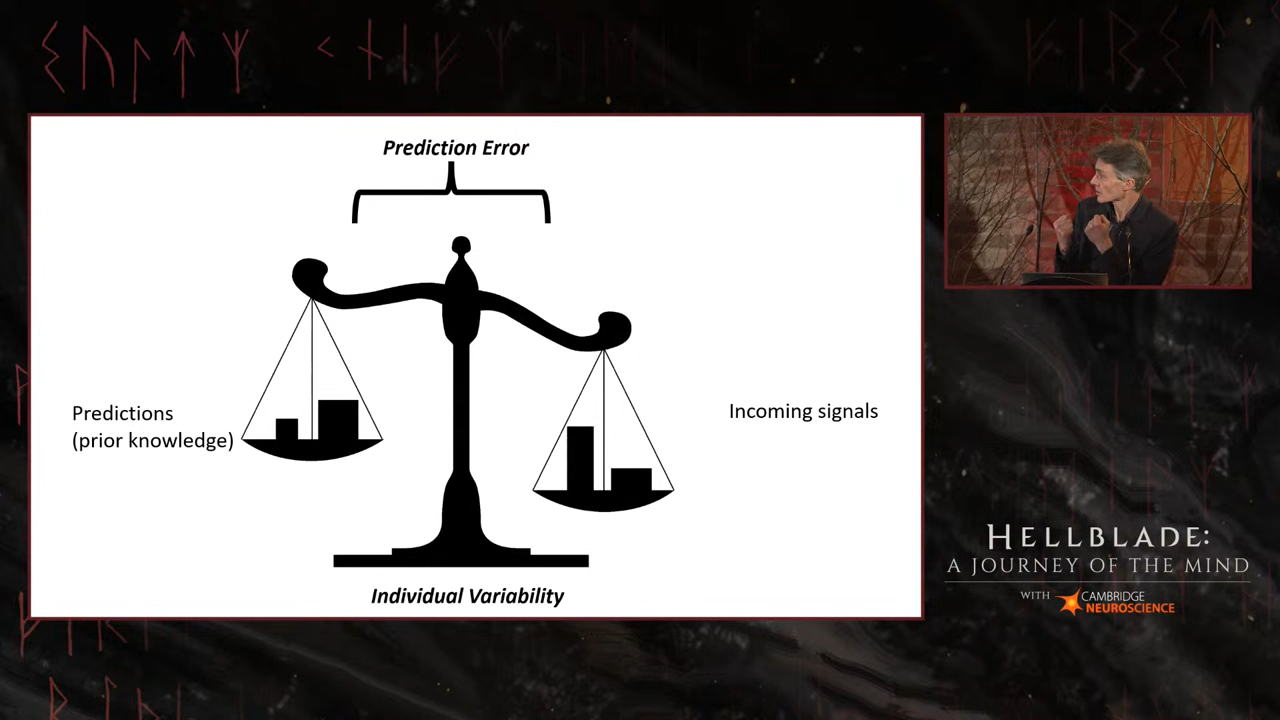 Prediction Error
Predictions
(prior knowledge)
Incoming signals
Individual Variability
HELLBLADE:
A JOURNEY OF THE MIND
WITH CAMBRIDGE
NEUROSCIENCE